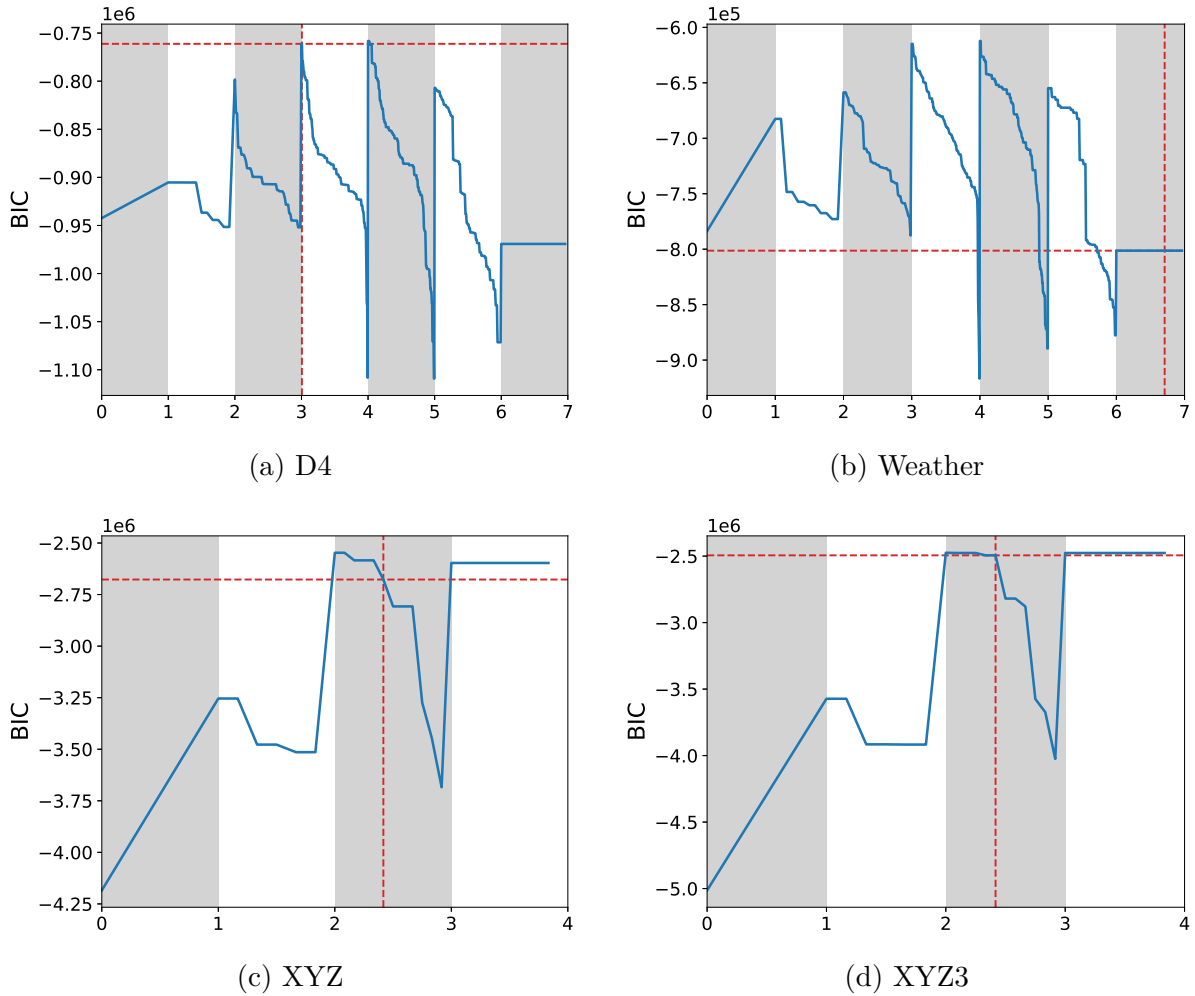 1e6
−0.75
−0.80
−0.85
−0.90
−0.95
−1.00
−1.05
−1.10
BIC
0 1 2 3 4 5 6 7
(a) D4
1e5
−6.0
−6.5
−7.0
−7.5
−8.0
−8.5
−9.0
BIC
0 1 2 3 4 5 6 7
(b) Weather
1e6
−2.50
−2.75
−3.00
−3.25
−3.50
−3.75
−4.00
−4.25
BIC
0 1 2 3 4
(c) XYZ
1e6
−2.5
−3.0
−3.5
−4.0
−4.5
−5.0
BIC
0 1 2 3 4
(d) XYZ3